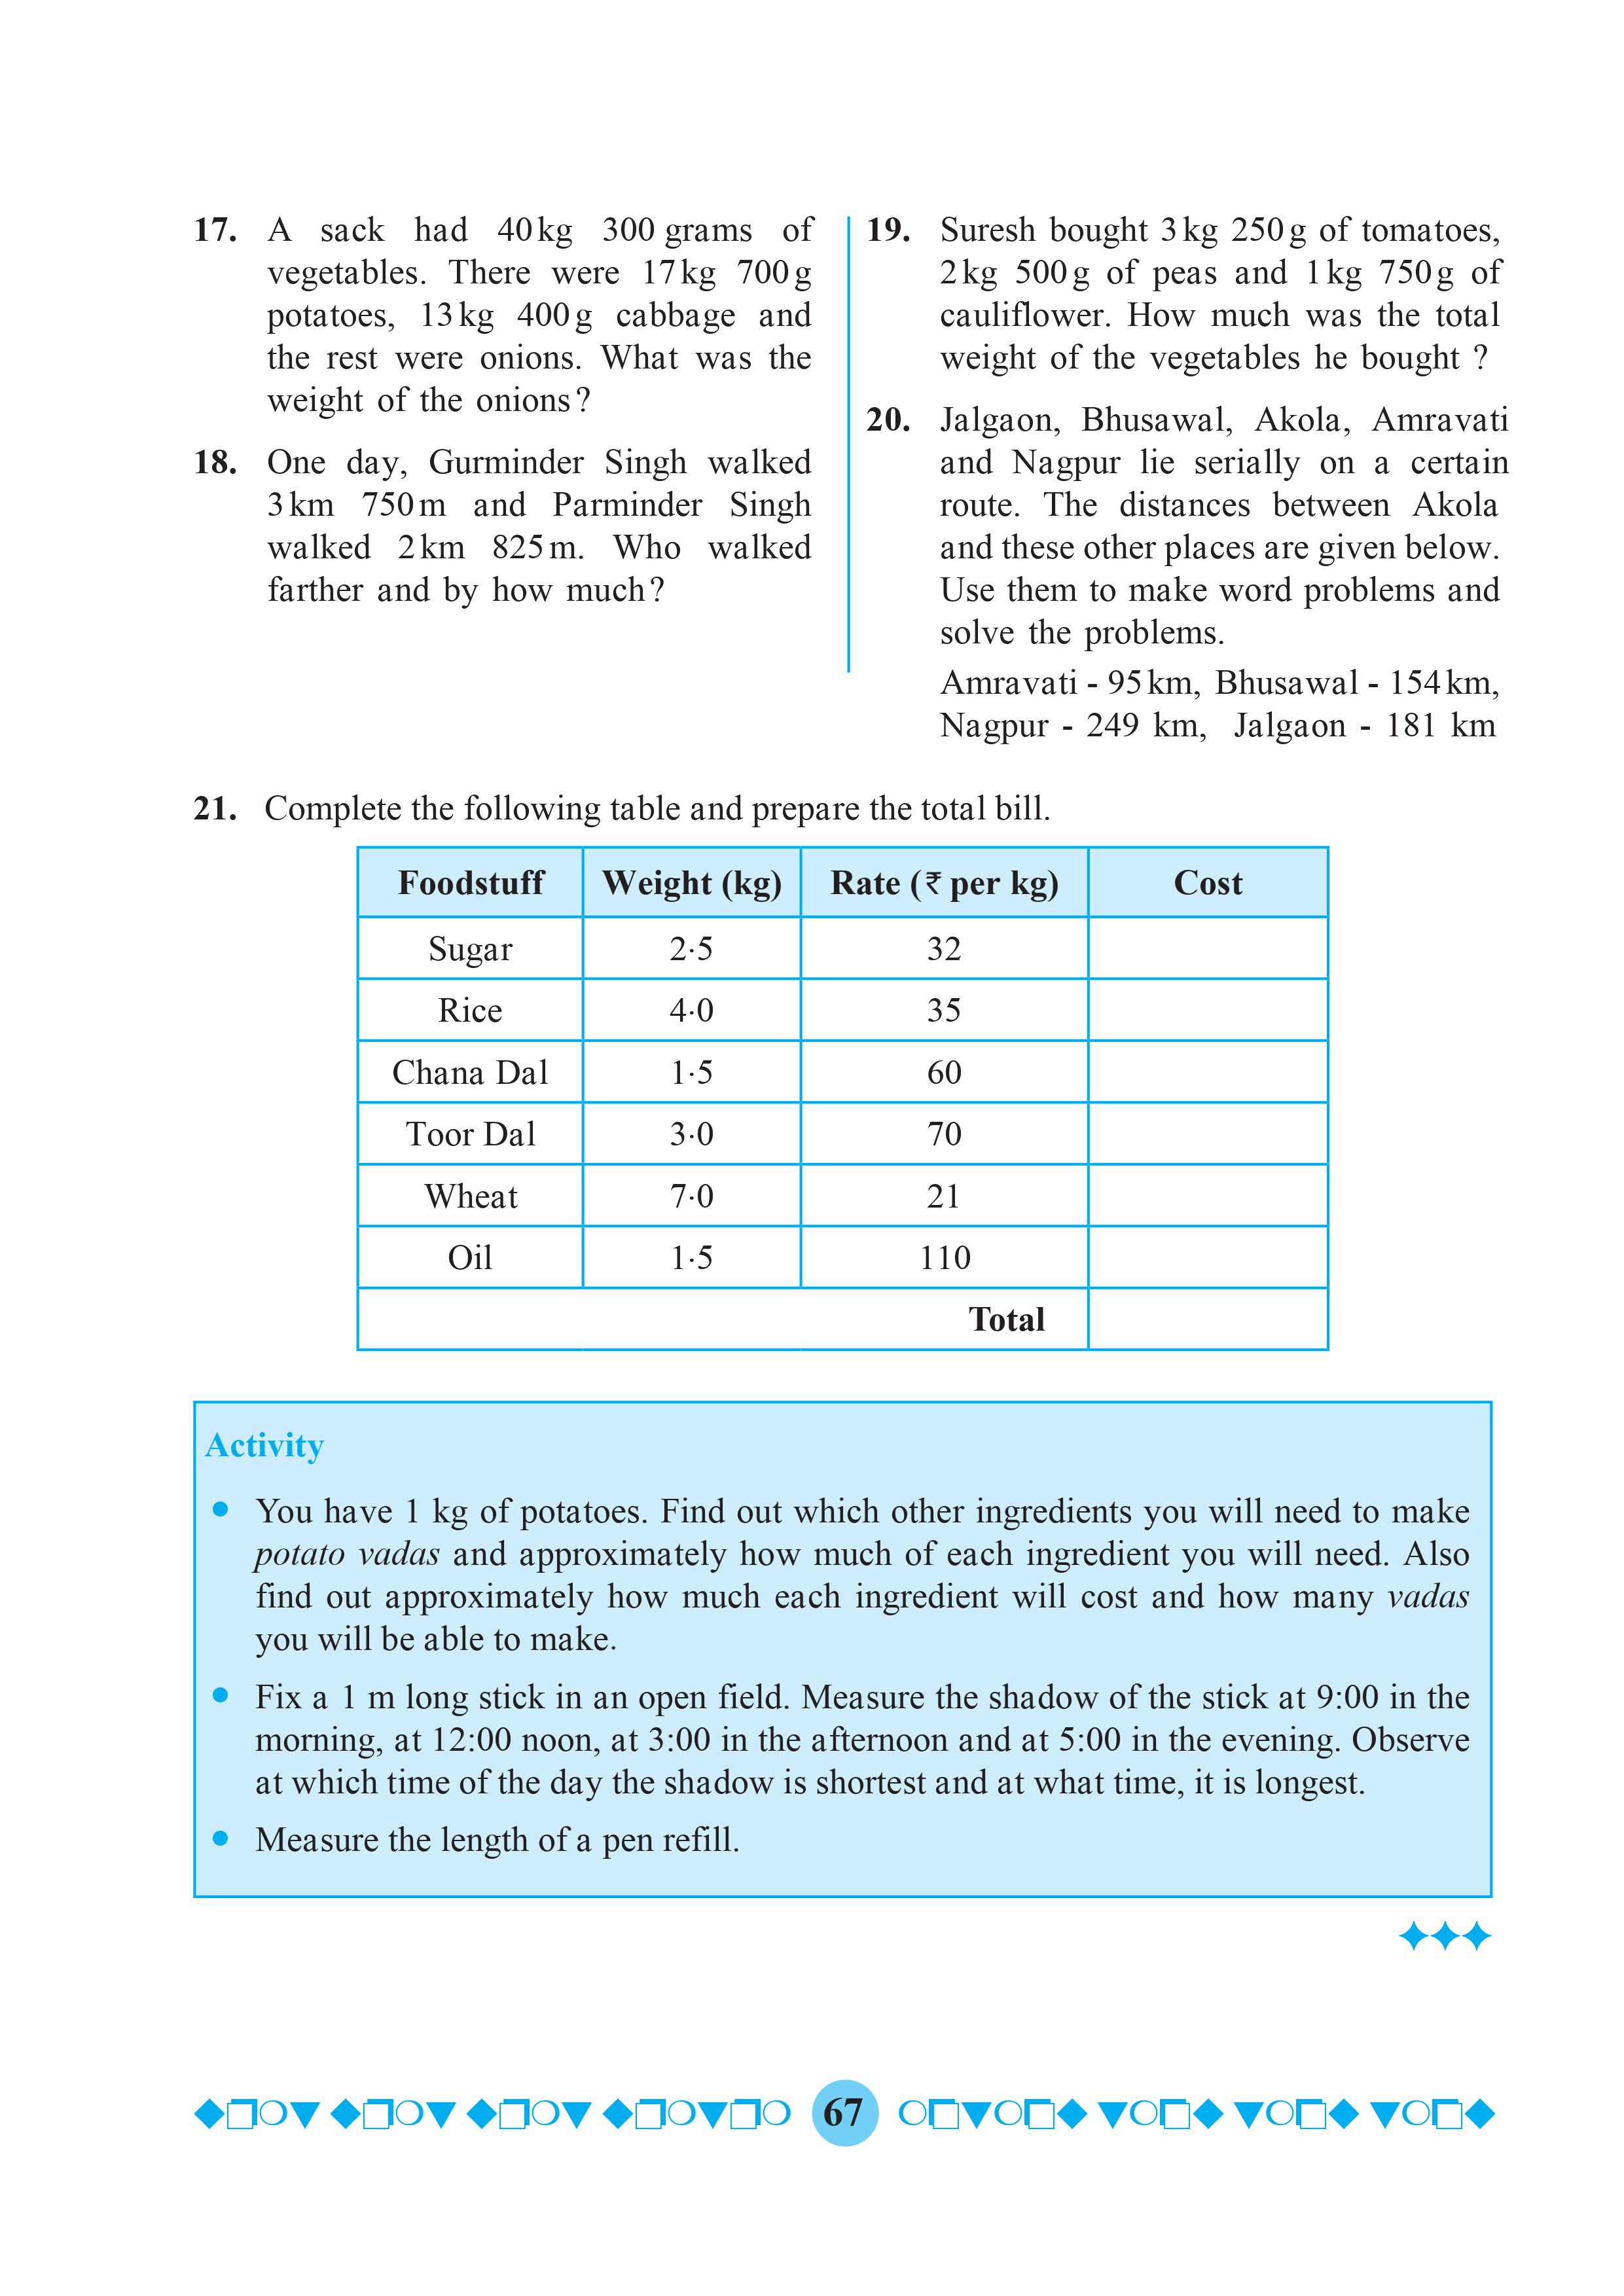 17. A sack had 40 kg 300 grams of
vegetables. There were 17 kg 700 g
potatoes, 13 kg 400 g cabbage and
the rest were onions. What was the
weight of the onions ?
18. One day, Gurminder Singh walked
3 km 750 m and Parminder Singh
walked 2 km 825 m. Who walked
farther and by how much ?
19. Suresh bought 3 kg 250 g of tomatoes,
2 kg 500 g of peas and 1 kg 750 g of
cauliflower. How much was the total
weight of the vegetables he bought ?
20. Jalgaon, Bhusawal, Akola, Amravati
and Nagpur lie serially on a certain
route. The distances between Akola
and these other places are given below.
Use them to make word problems and
solve the problems.
Amravati - 95 km, Bhusawal - 154 km,
Nagpur - 249 km, Jalgaon - 181 km
21. Complete the following table and prepare the total bill.
Foodstuff Weight (kg) Rate (₹ per kg) Cost
Sugar 2·5 32
Rice 4·0 35
Chana Dal 1·5 60
Toor Dal 3·0 70
Wheat 7·0 21
Oil 1·5 110
Total
Activity
• You have 1 kg of potatoes. Find out which other ingredients you will need to make
potato vadas and approximately how much of each ingredient you will need. Also
find out approximately how much each ingredient will cost and how many vadas
you will be able to make.
• Fix a 1 m long stick in an open field. Measure the shadow of the stick at 9:00 in the
morning, at 12:00 noon, at 3:00 in the afternoon and at 5:00 in the evening. Observe
at which time of the day the shadow is shortest and at what time, it is longest.
• Measure the length of a pen refill.
67